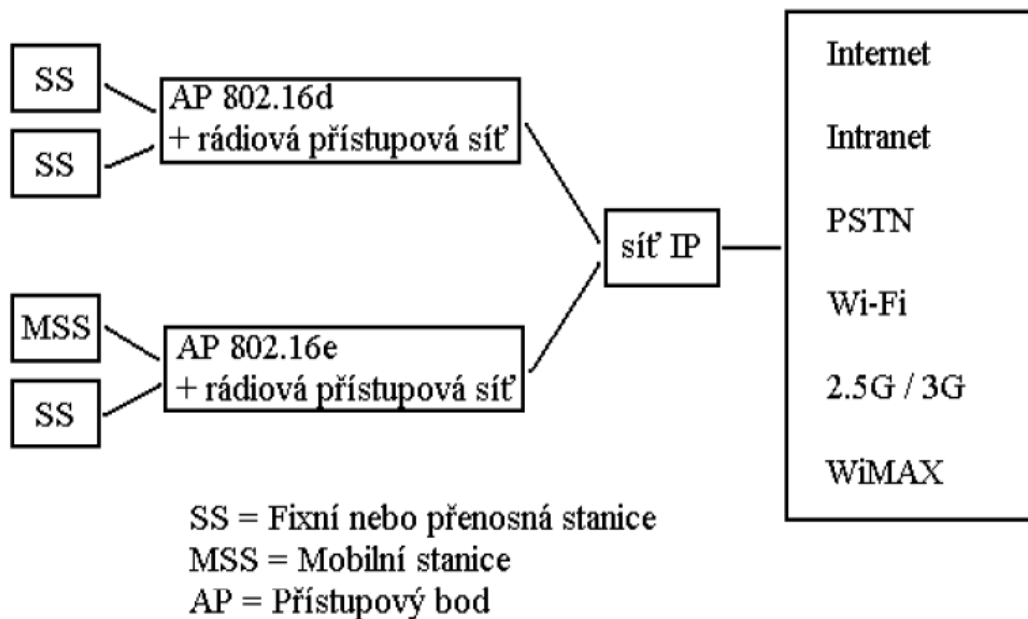 SS
SS
AP 802.16d
+ rádiová přístupová síť
MSS
SS
AP 802.16e
+ rádiová přístupová síť
síť IP
Internet
Intranet
PSTN
Wi-Fi
2.5G / 3G
WiMAX
SS = Fixní nebo přenosná stanice
MSS = Mobilní stanice
AP = Přístupový bod